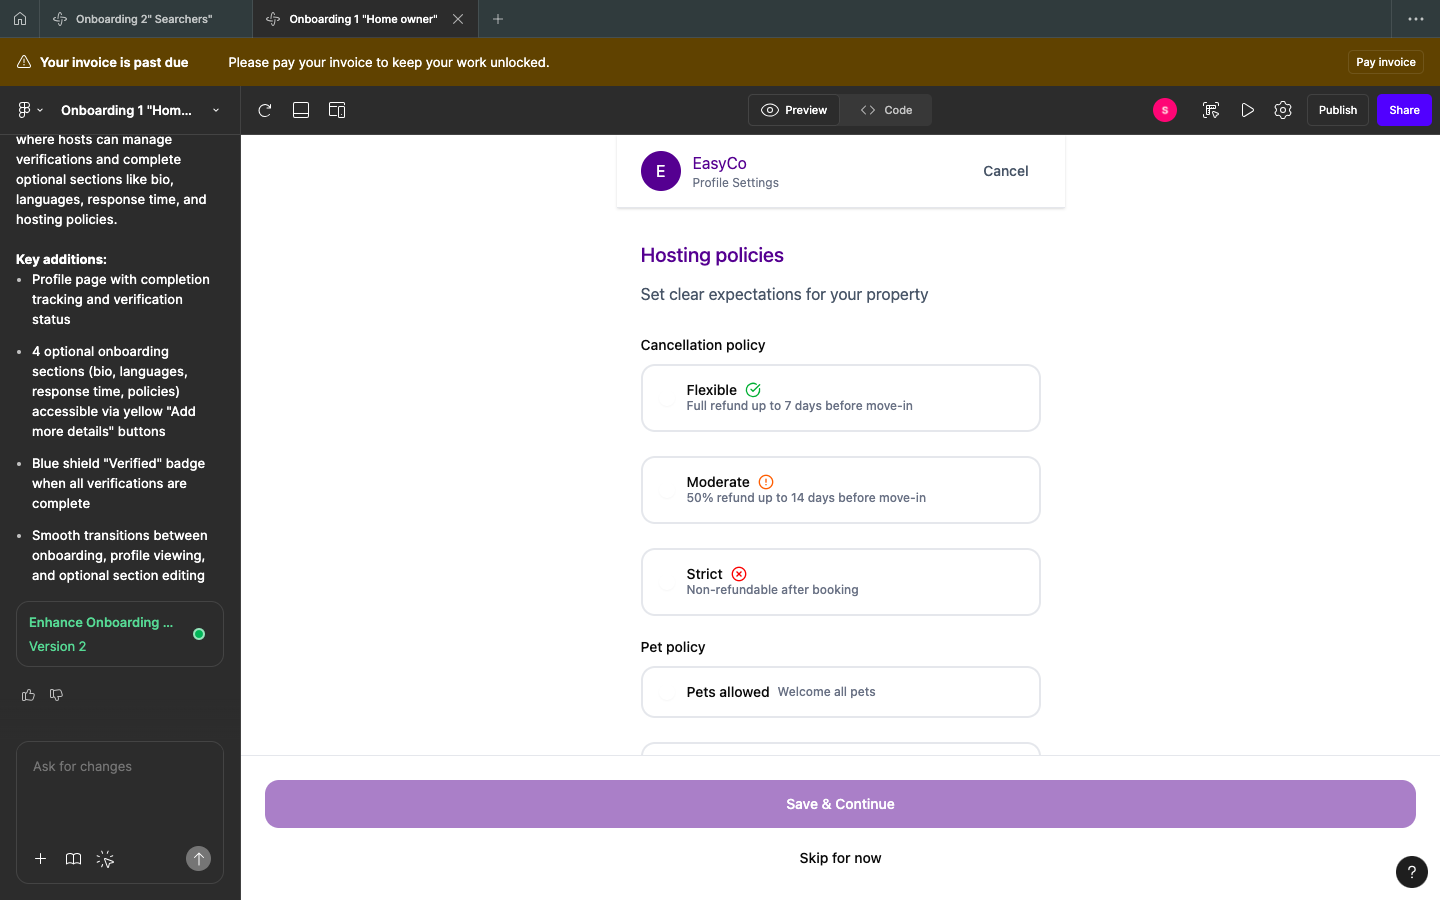 Onboarding 2" Searchers"
Onboarding 1 "Home owner"
Your invoice is past due
Please pay your invoice to keep your work unlocked.
Pay invoice
Onboarding 1 "Hom...
Preview
Code
S
Publish
Share
where hosts can manage
verifications and complete
optional sections like bio,
languages, response time, and
hosting policies.
Key additions:
Profile page with completion
tracking and verification
status
4 optional onboarding
sections (bio, languages,
response time, policies)
accessible via yellow "Add
more details" buttons
Blue shield "Verified" badge
when all verifications are
complete
Smooth transitions between
onboarding, profile viewing,
and optional section editing
Enhance Onboarding ...
Version 2
Ask for changes
E
EasyCo
Profile Settings
Cancel
Hosting policies
Set clear expectations for your property
Cancellation policy
Flexible
Full refund up to 7 days before move-in
Moderate
50% refund up to 14 days before move-in
Strict
Non-refundable after booking
Pet policy
Pets allowed Welcome all pets
Save & Continue
Skip for now
?